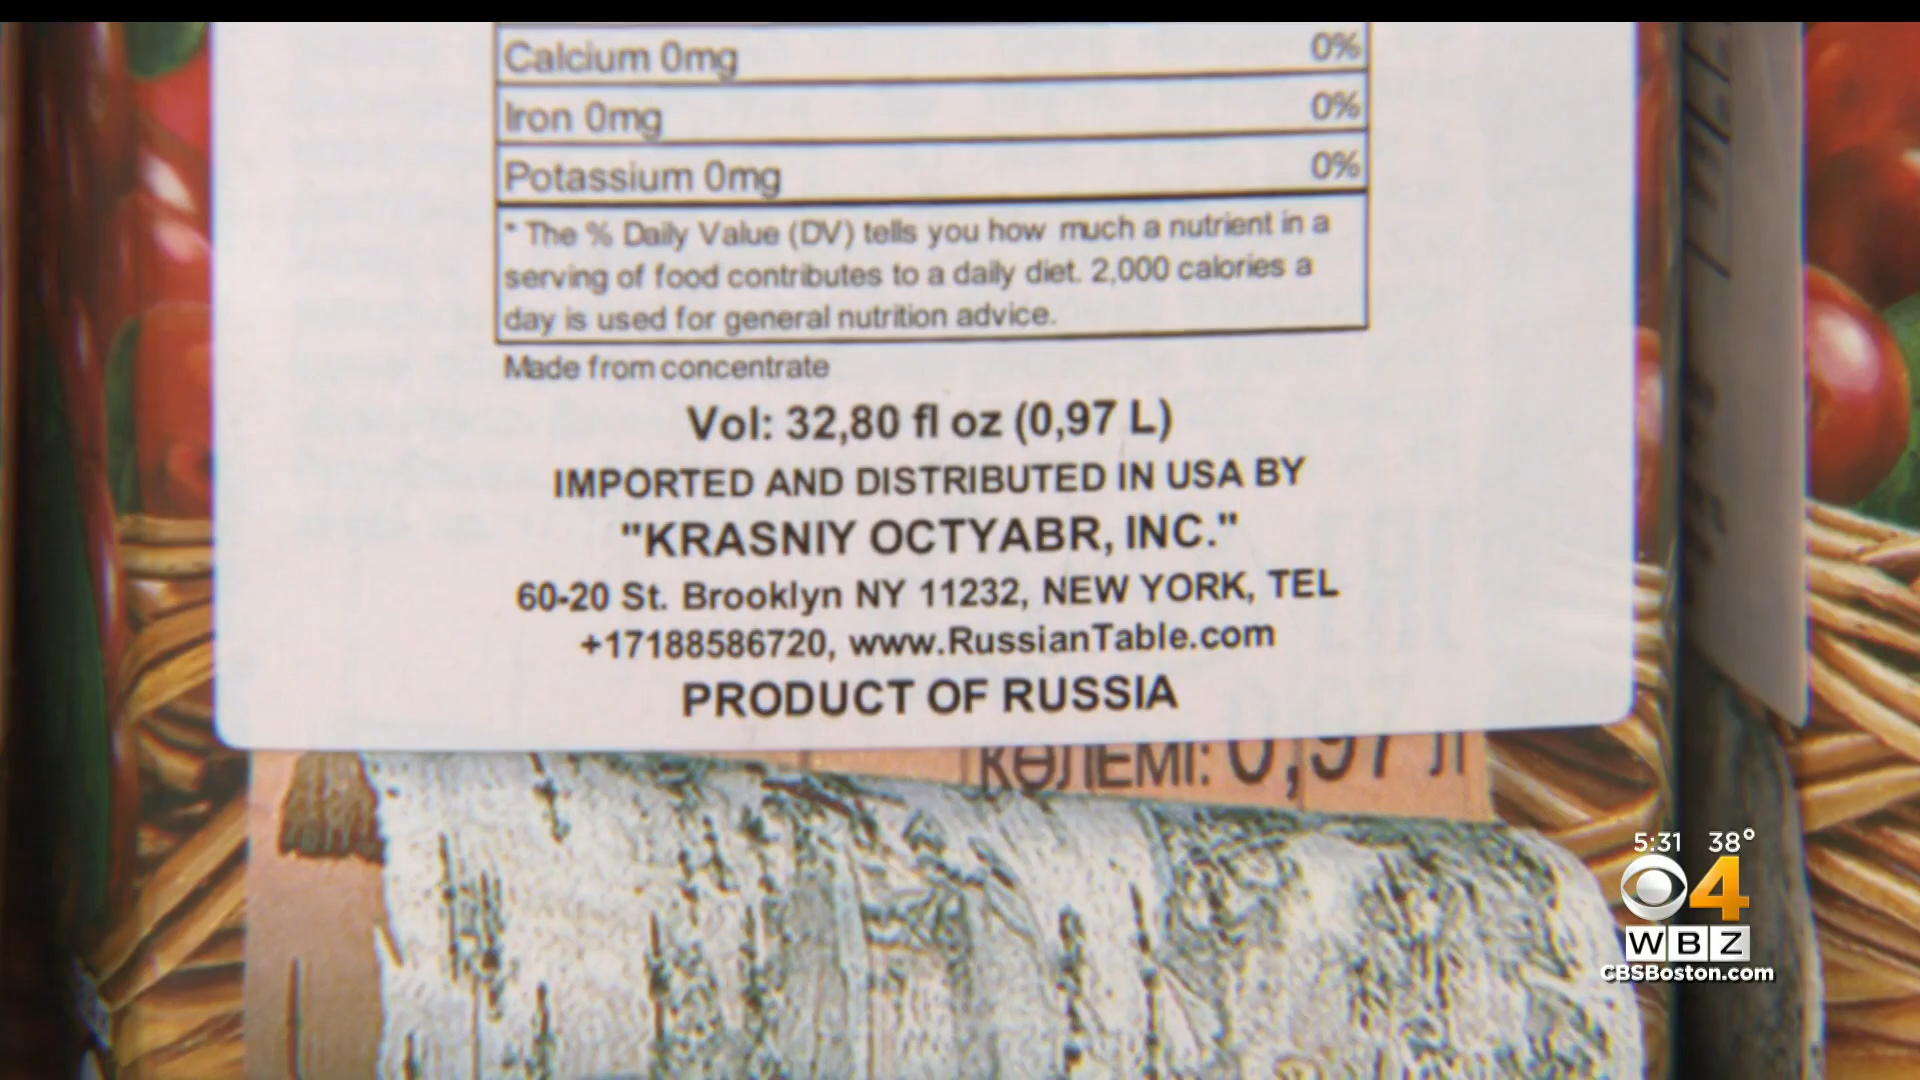 Calcium 0mg 0%
Iron 0mg 0%
Potassium 0mg 0%
* The % Daily Value (DV) tells you how much a nutrient in a
serving of food contributes to a daily diet. 2,000 calories a
day is used for general nutrition advice.
Made from concentrate
Vol: 32,80 fl oz (0,97 L)
IMPORTED AND DISTRIBUTED IN USA BY
"KRASNIY OCTYABR, INC."
60-20 St. Brooklyn NY 11232, NEW YORK, TEL
+17188586720, www.RussianTable.com
PRODUCT OF RUSSIA
КӨЛЕМІ: 0,97 Л
5:31 38°
4
WBZ
CBSBoston.com